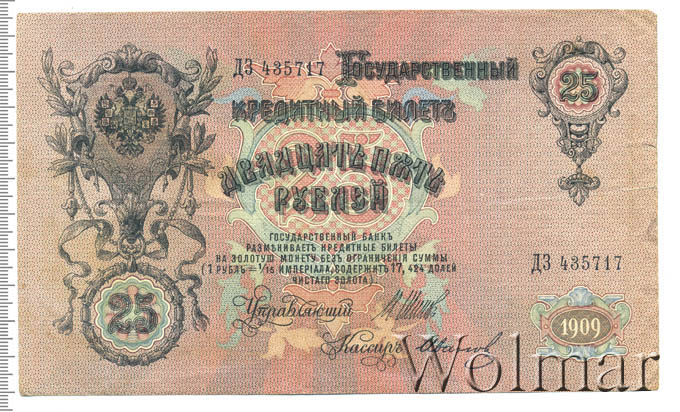 ДЗ 435717 Государственный
25
кредитный билетъ
Двадцать пять
рублей
ГОСУДАРСТВЕННЫЙ БАНКЪ
РАЗМѢНИВАЕТЪ КРЕДИТНЫЕ БИЛЕТЫ
НА ЗОЛОТУЮ МОНЕТУ БЕЗЪ ОГРАНИЧЕНІЯ СУММЫ
(1 РУБЛЬ = 1/15 ИМПЕРІАЛА, СОДЕРЖИТЪ 17,424 ДОЛЕЙ
ЧИСТАГО ЗОЛОТА)
ДЗ 435717
25
Управляющій
1909
Кассиръ
Wolmar